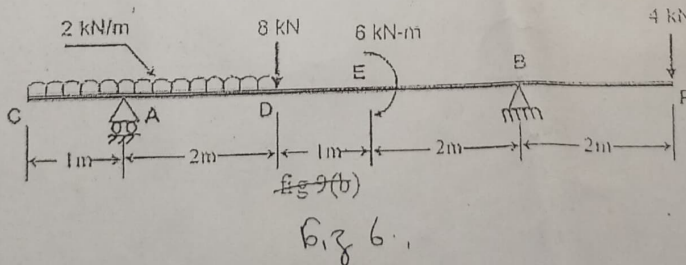 2 kN/m 8 kN 6 kN-m 4 kN
E B
C A D F
1m 2m 1m 2m 2m
fig 9(b)
Fig 6.